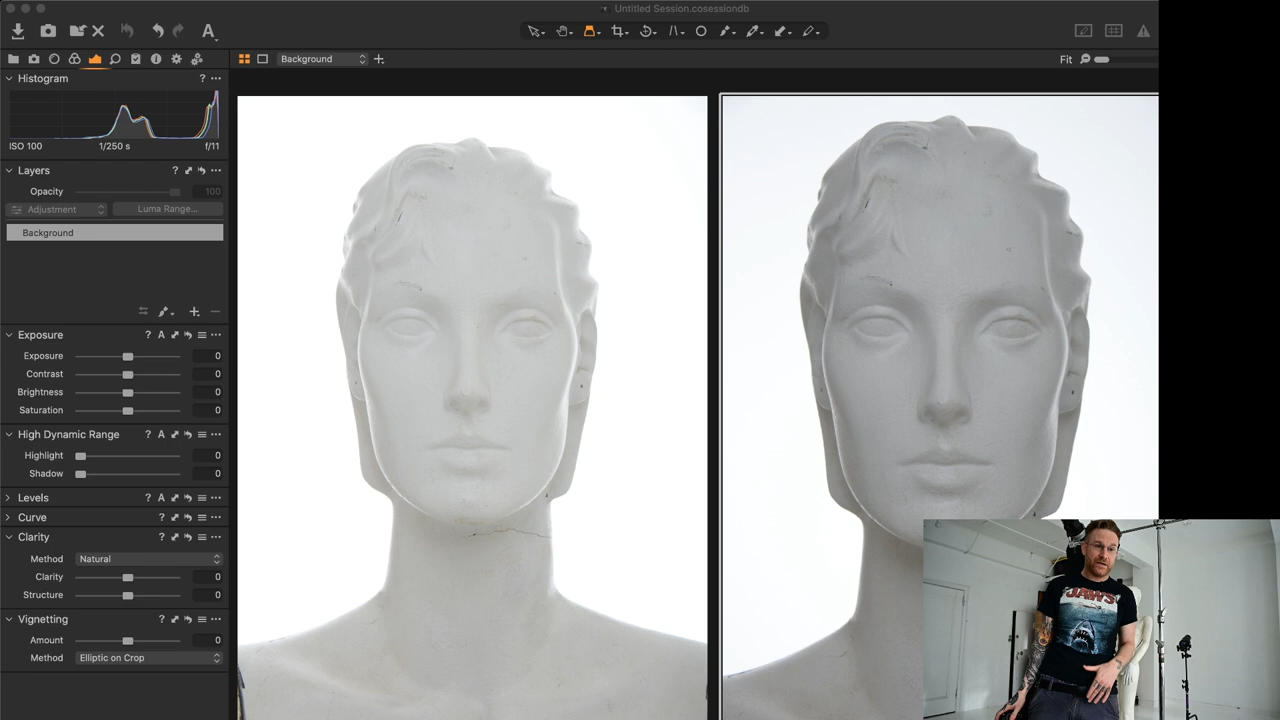 Untitled Session.cosessiondb
A
Background
Fit
Histogram ? ...
ISO 100 1/250 s f/11
Layers ? ...
Opacity 100
Adjustment Luma Range...
Background
Exposure ? A ...
Exposure 0
Contrast 0
Brightness 0
Saturation 0
High Dynamic Range ? A ...
Highlight 0
Shadow 0
Levels ? A ...
Curve ? ...
Clarity ? ...
Method Natural
Clarity 0
Structure 0
Vignetting ? ...
Amount 0
Method Elliptic on Crop
JAWS